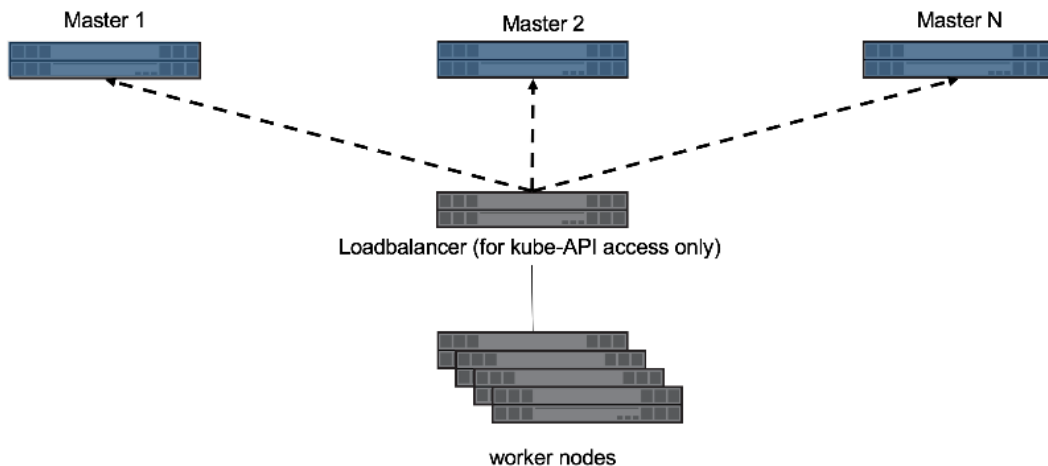 Master 1
Master 2
Master N
Loadbalancer (for kube-API access only)
worker nodes